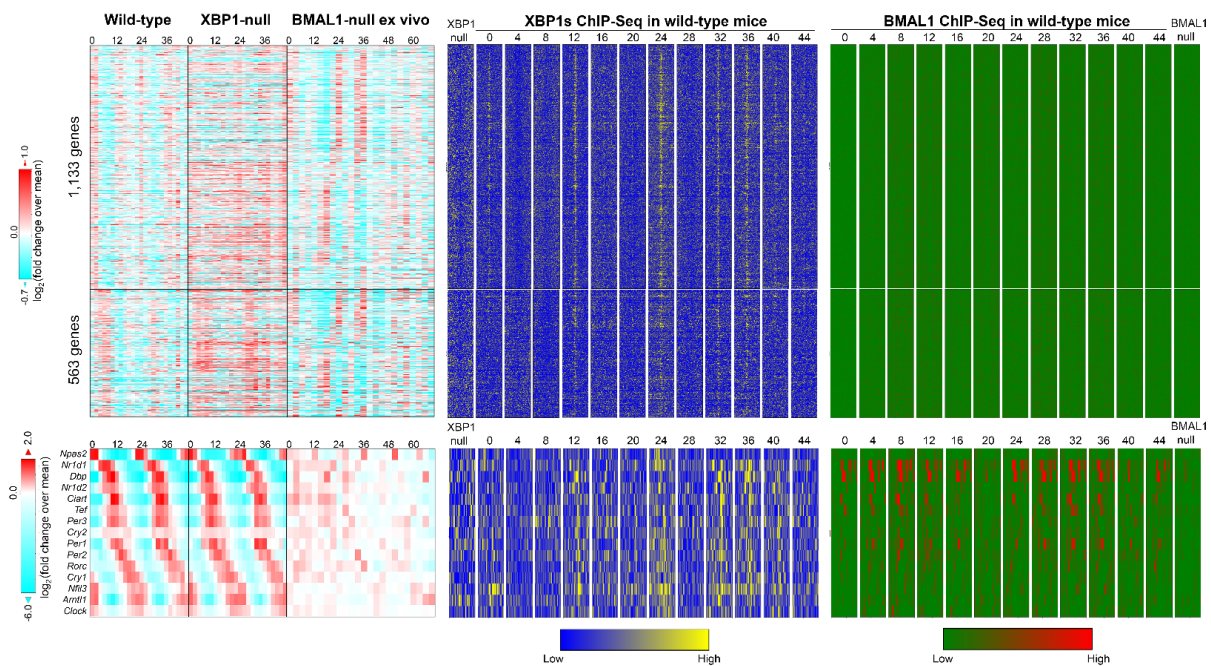 Wild-type XBP1-null BMAL1-null ex vivo
0 12 24 36 0 12 24 36 0 12 24 36 48 60
1,133 genes
563 genes
-0.7 0.0 1.0
log2(fold change over mean)
XBP1s ChIP-Seq in wild-type mice
XBP1
null 0 4 8 12 16 20 24 28 32 36 40 44
BMAL1 ChIP-Seq in wild-type mice
BMAL1
0 4 8 12 16 20 24 28 32 36 40 44 null
0 12 24 36 0 12 24 36 0 12 24 36 48 60
Npas2
Nr1d1
Dbp
Nr1d2
Ciart
Tef
Per3
Cry2
Per1
Per2
Rorc
Cry1
Nfil3
Arntl1
Clock
-6.0 0.0 2.0
log2(fold change over mean)
XBP1
null 0 4 8 12 16 20 24 28 32 36 40 44
BMAL1
0 4 8 12 16 20 24 28 32 36 40 44 null
Low High
Low High